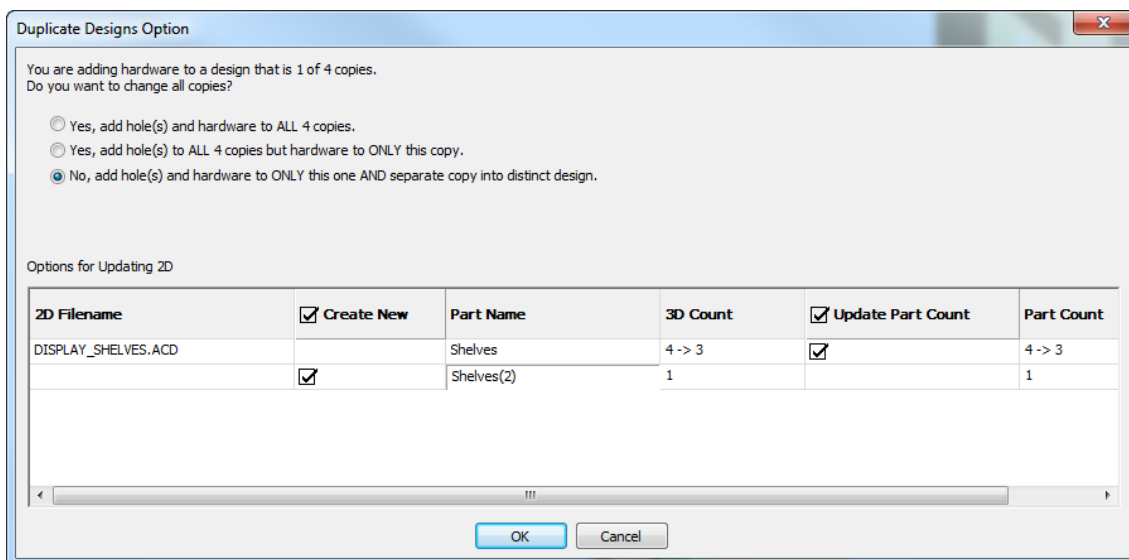 Duplicate Designs Option
You are adding hardware to a design that is 1 of 4 copies.
Do you want to change all copies?
Yes, add hole(s) and hardware to ALL 4 copies.
Yes, add hole(s) to ALL 4 copies but hardware to ONLY this copy.
No, add hole(s) and hardware to ONLY this one AND separate copy into distinct design.
Options for Updating 2D
2D Filename Create New Part Name 3D Count Update Part Count Part Count
DISPLAY_SHELVES.ACD Shelves 4 -> 3 4 -> 3
Shelves(2) 1 1
OK Cancel